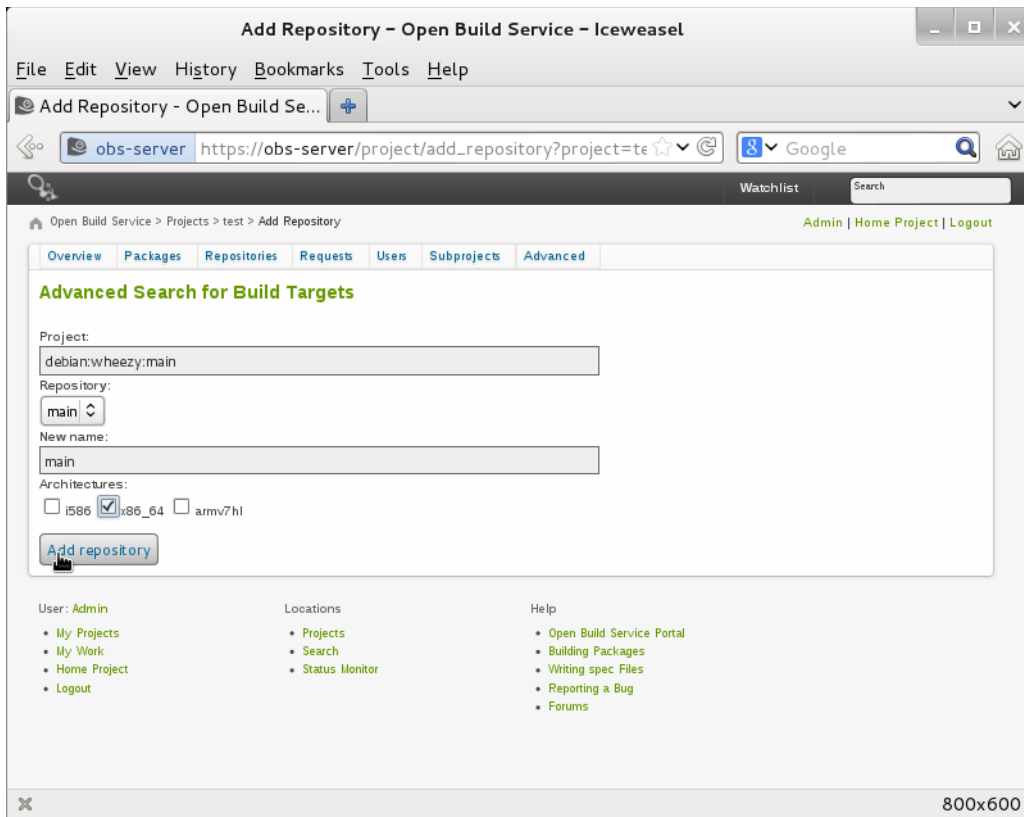 Add Repository – Open Build Service – Iceweasel
File Edit View History Bookmarks Tools Help
Add Repository - Open Build Se...
obs-server https://obs-server/project/add_repository?project=te Google
Watchlist Search
Open Build Service > Projects > test > Add Repository Admin | Home Project | Logout
Overview Packages Repositories Requests Users Subprojects Advanced
Advanced Search for Build Targets
Project:
debian:wheezy:main
Repository:
main
New name:
main
Architectures:
i586 x86_64 armv7hl
Add repository
User: Admin Locations Help
• My Projects • Projects • Open Build Service Portal
• My Work • Search • Building Packages
• Home Project • Status Monitor • Writing spec Files
• Logout • Reporting a Bug
• Forums
800x600